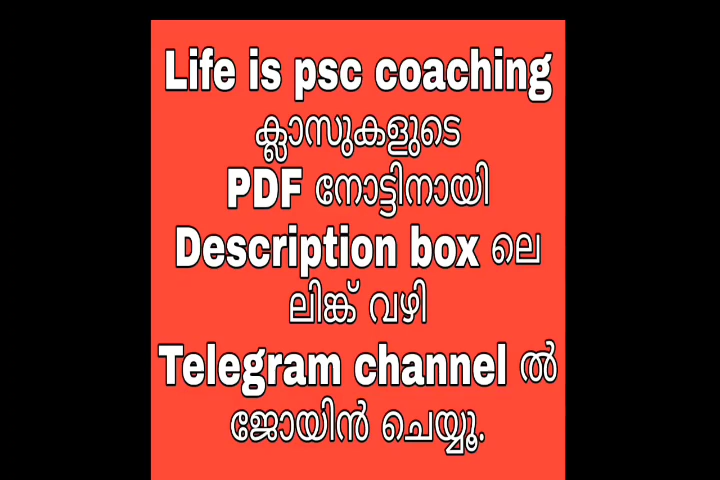 Life is psc coaching
ക്ലാസുകളുടെ
PDF നോട്ടിനായി
Description box ലെ
ലിങ്ക് വഴി
Telegram channel ൽ
ജോയിൻ ചെയ്യൂ.